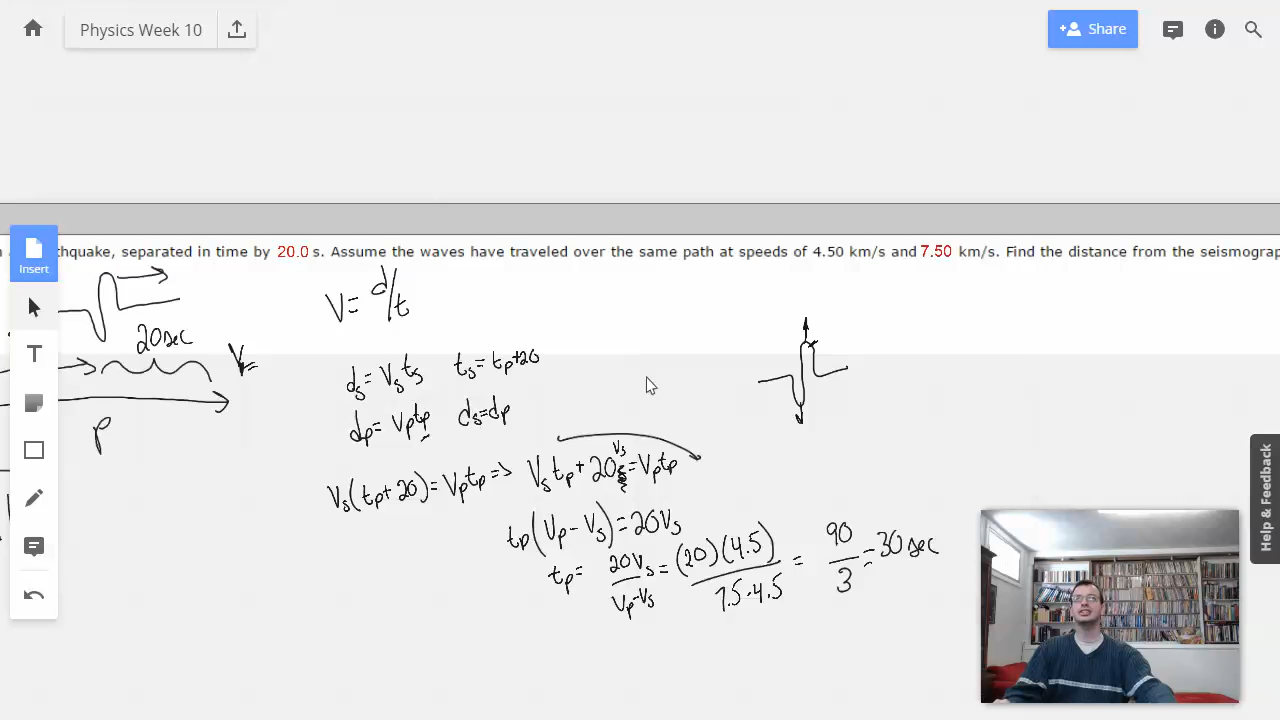 Physics Week 10
Share
thquake, separated in time by 20.0 s. Assume the waves have traveled over the same path at speeds of 4.50 km/s and 7.50 km/s. Find the distance from the seismograp
Insert
T
20 sec
V=
P
V= d/t
ds= Vsts ts= tp+20
dp= Vptp ds=dp
Vs(tp+20)= Vptp=> Vstp+20Vs=Vptp
tp(Vp-Vs)=20Vs
tp= 20Vs/Vp-Vs = (20)(4.5)/7.5-4.5 = 90/3 = 30 sec
Help & Feedback